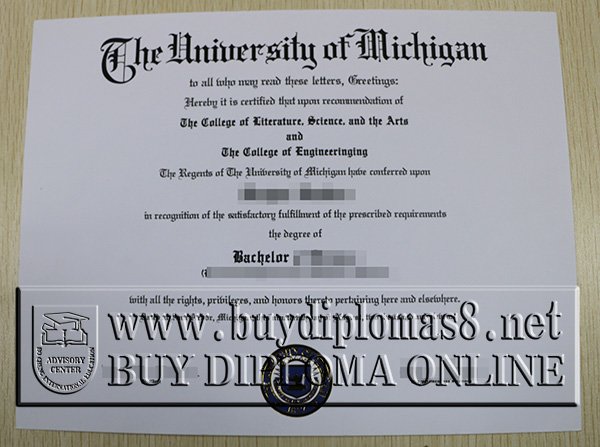 The University of Michigan
to all who may read these letters, Greetings:
Hereby it is certified that upon recommendation of
The College of Literature, Science, and the Arts
and
The College of Engineeringing
The Regents of The University of Michigan have conferred upon
in recognition of the satisfactory fulfillment of the prescribed requirements
the degree of
Bachelor
with all the rights, privileges, and honors thereto pertaining here and elsewhere.
www.buydiplomas8.net
BUY DIPLOMA ONLINE
ADVISORY
CENTER